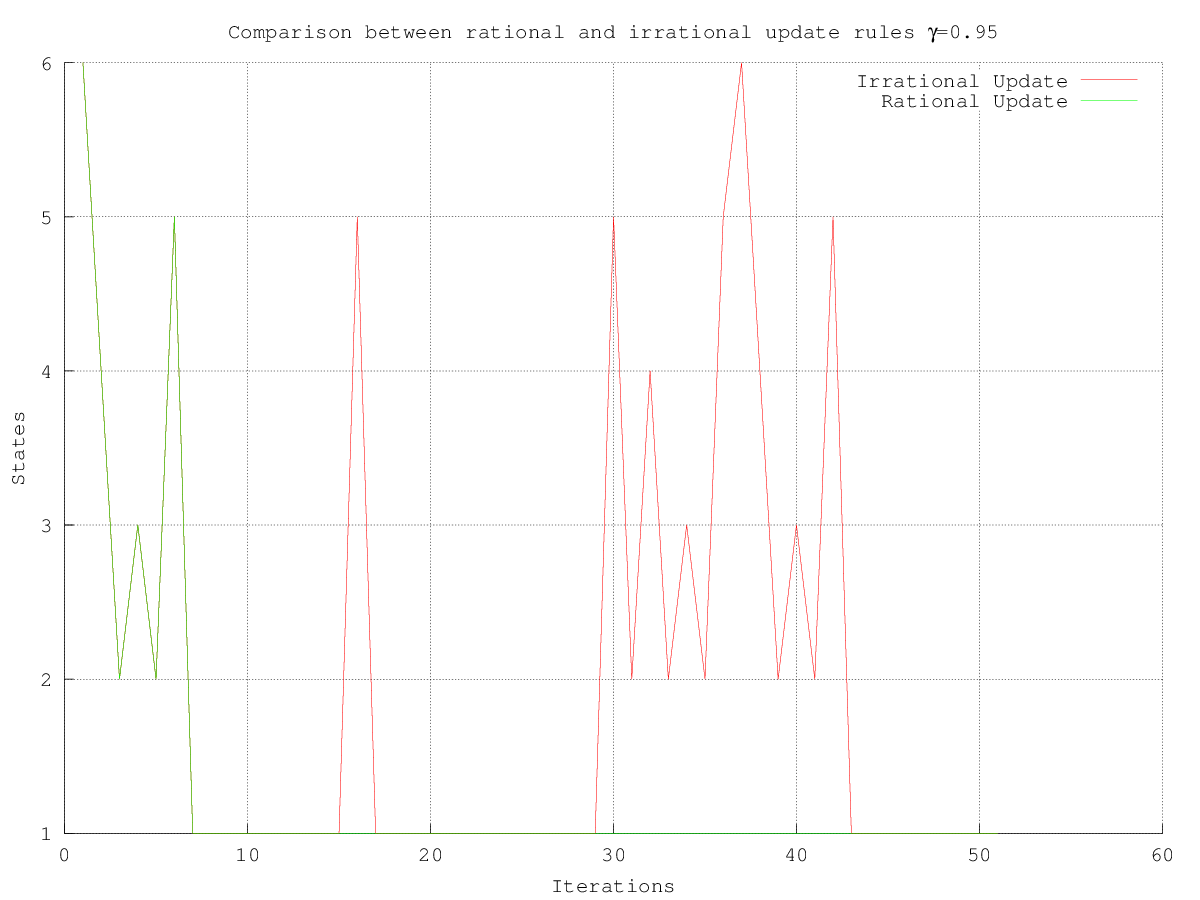 Comparison between rational and irrational update rules γ=0.95
Irrational Update
Rational Update
6
5
4
3
2
1
States
0 10 20 30 40 50 60
Iterations